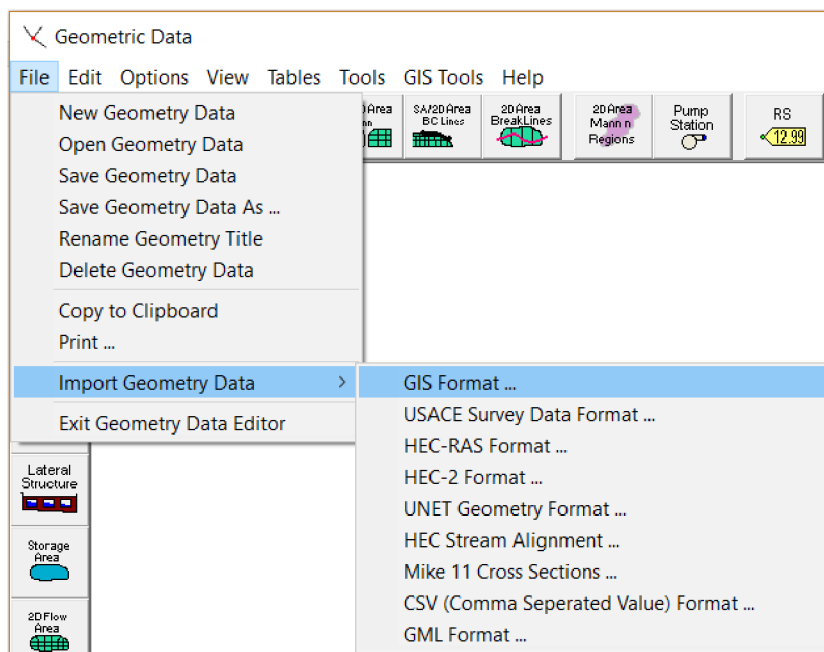 Geometric Data
File Edit Options View Tables Tools GIS Tools Help
New Geometry Data
Open Geometry Data
Save Geometry Data
Save Geometry Data As ...
Rename Geometry Title
Delete Geometry Data
Copy to Clipboard
Print ...
Import Geometry Data >
Exit Geometry Data Editor
Area
SA/2D Area
BC Lines
2D Area
BreakLines
2D Area
Mann n
Regions
Pump
Station
RS
12.99
GIS Format ...
USACE Survey Data Format ...
HEC-RAS Format ...
HEC-2 Format ...
UNET Geometry Format ...
HEC Stream Alignment ...
Mike 11 Cross Sections ...
CSV (Comma Seperated Value) Format ...
GML Format ...
Lateral
Structure
Storage
Area
2D Flow
Area